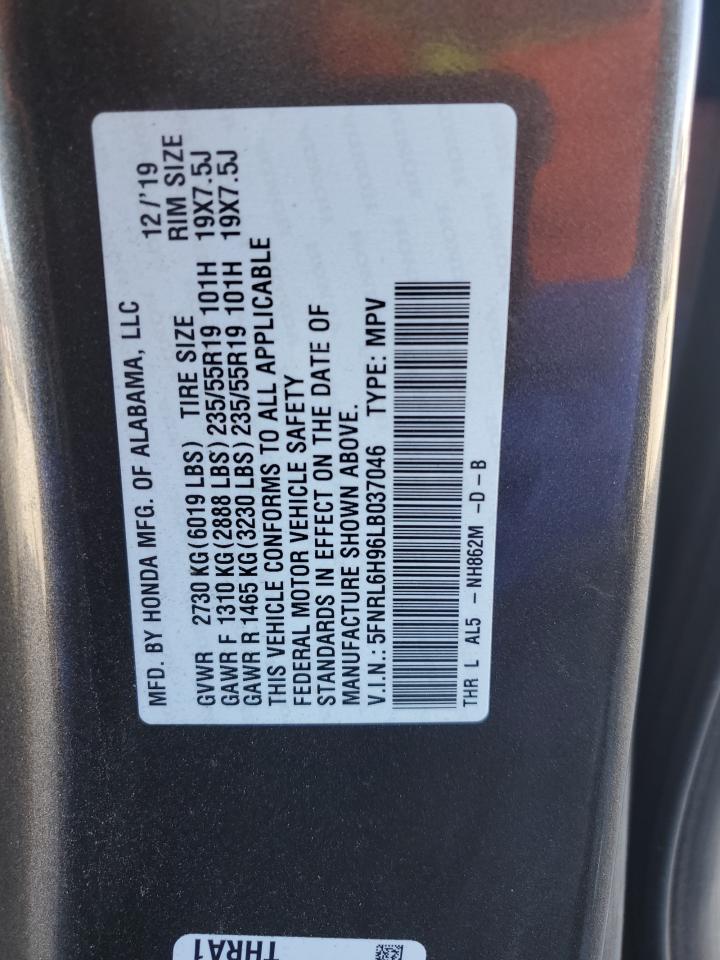 MFD. BY HONDA MFG. OF ALABAMA, LLC 12/'19
GVWR 2730 KG (6019 LBS) TIRE SIZE RIM SIZE
GAWR F 1310 KG (2888 LBS) 235/55R19 101H 19X7.5J
GAWR R 1465 KG (3230 LBS) 235/55R19 101H 19X7.5J
THIS VEHICLE CONFORMS TO ALL APPLICABLE
FEDERAL MOTOR VEHICLE SAFETY
STANDARDS IN EFFECT ON THE DATE OF
MANUFACTURE SHOWN ABOVE.
V.I.N.: 5FNRL6H96LB037046 TYPE: MPV
THR L AL5 - NH862M -D-B
THRA1